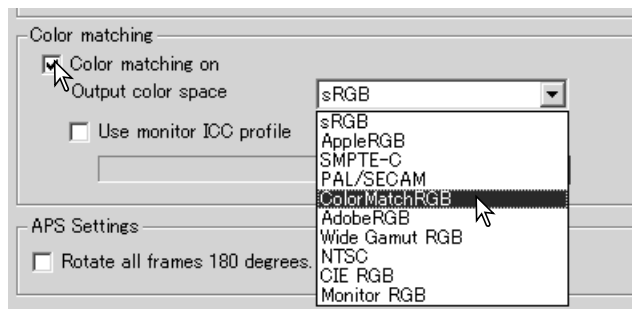 Color matching
Color matching on
Output color space
sRGB
Use monitor ICC profile
sRGB
AppleRGB
SMPTE-C
PAL/SECAM
ColorMatchRGB
AdobeRGB
Wide Gamut RGB
NTSC
CIE RGB
Monitor RGB
APS Settings
Rotate all frames 180 degrees.